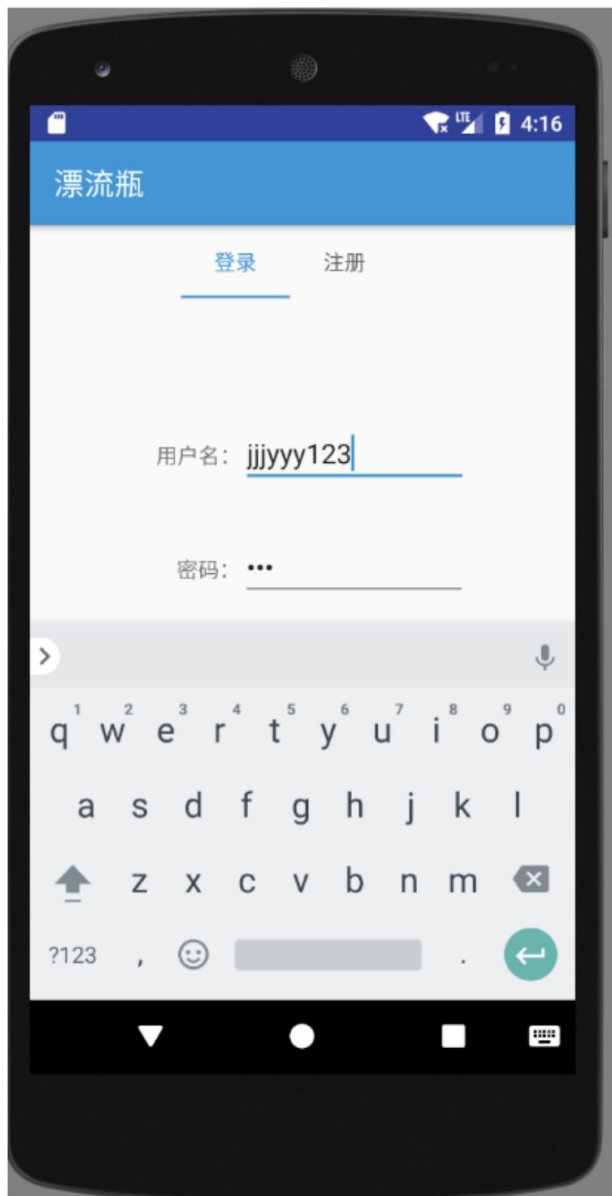 LTE 4:16
漂流瓶
登录 注册
用户名： jjjyyy123
密码： •••
1 2 3 4 5 6 7 8 9 0
q w e r t y u i o p
a s d f g h j k l
z x c v b n m
?123 , .